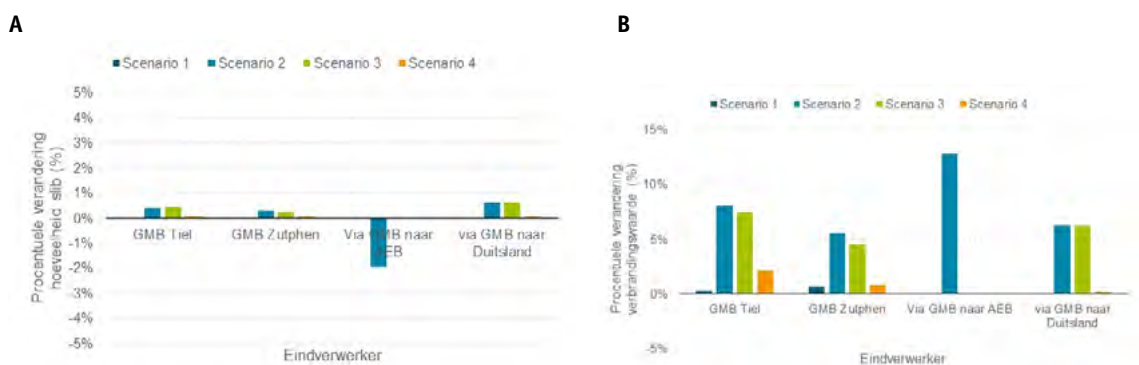 A
Scenario 1 Scenario 2 Scenario 3 Scenario 4
Procentuele verandering
hoeveelheid slib (%)
5%
4%
3%
2%
1%
0%
-1%
-2%
-3%
-4%
-5%
GMB Tiel
GMB Zutphen
Via GMB naar
AEB
via GMB naar
Duitsland
Eindverwerker
B
Scenario 1 Scenario 2 Scenario 3 Scenario 4
Procentuele verandering
verbrandingswaarde (%)
15%
10%
5%
0%
-5%
GMB Tiel
GMB Zutphen
Via GMB naar AEB
via GMB naar
Duitsland
Eindverwerker